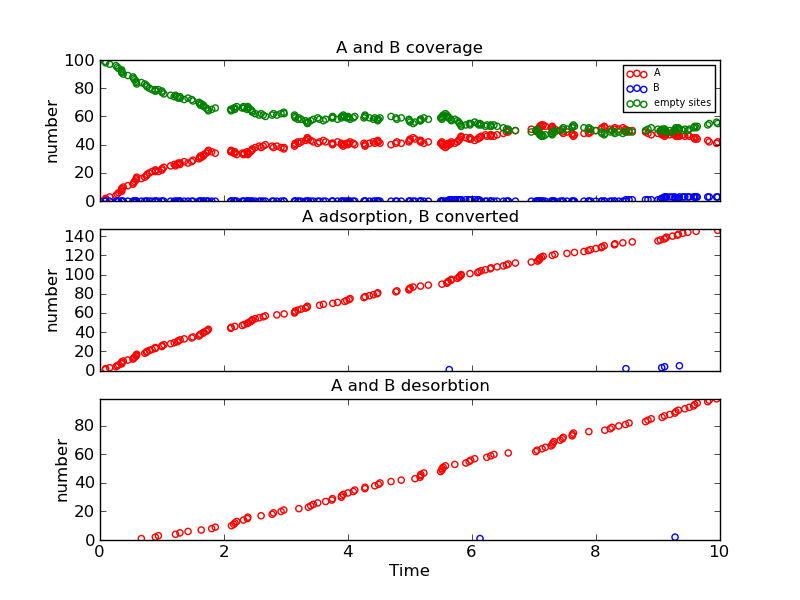 A and B coverage
100
80
60
40
20
0
number
A
B
empty sites
A adsorption, B converted
140
120
100
80
60
40
20
0
number
A and B desorbtion
80
60
40
20
0
number
0 2 4 6 8 10
Time